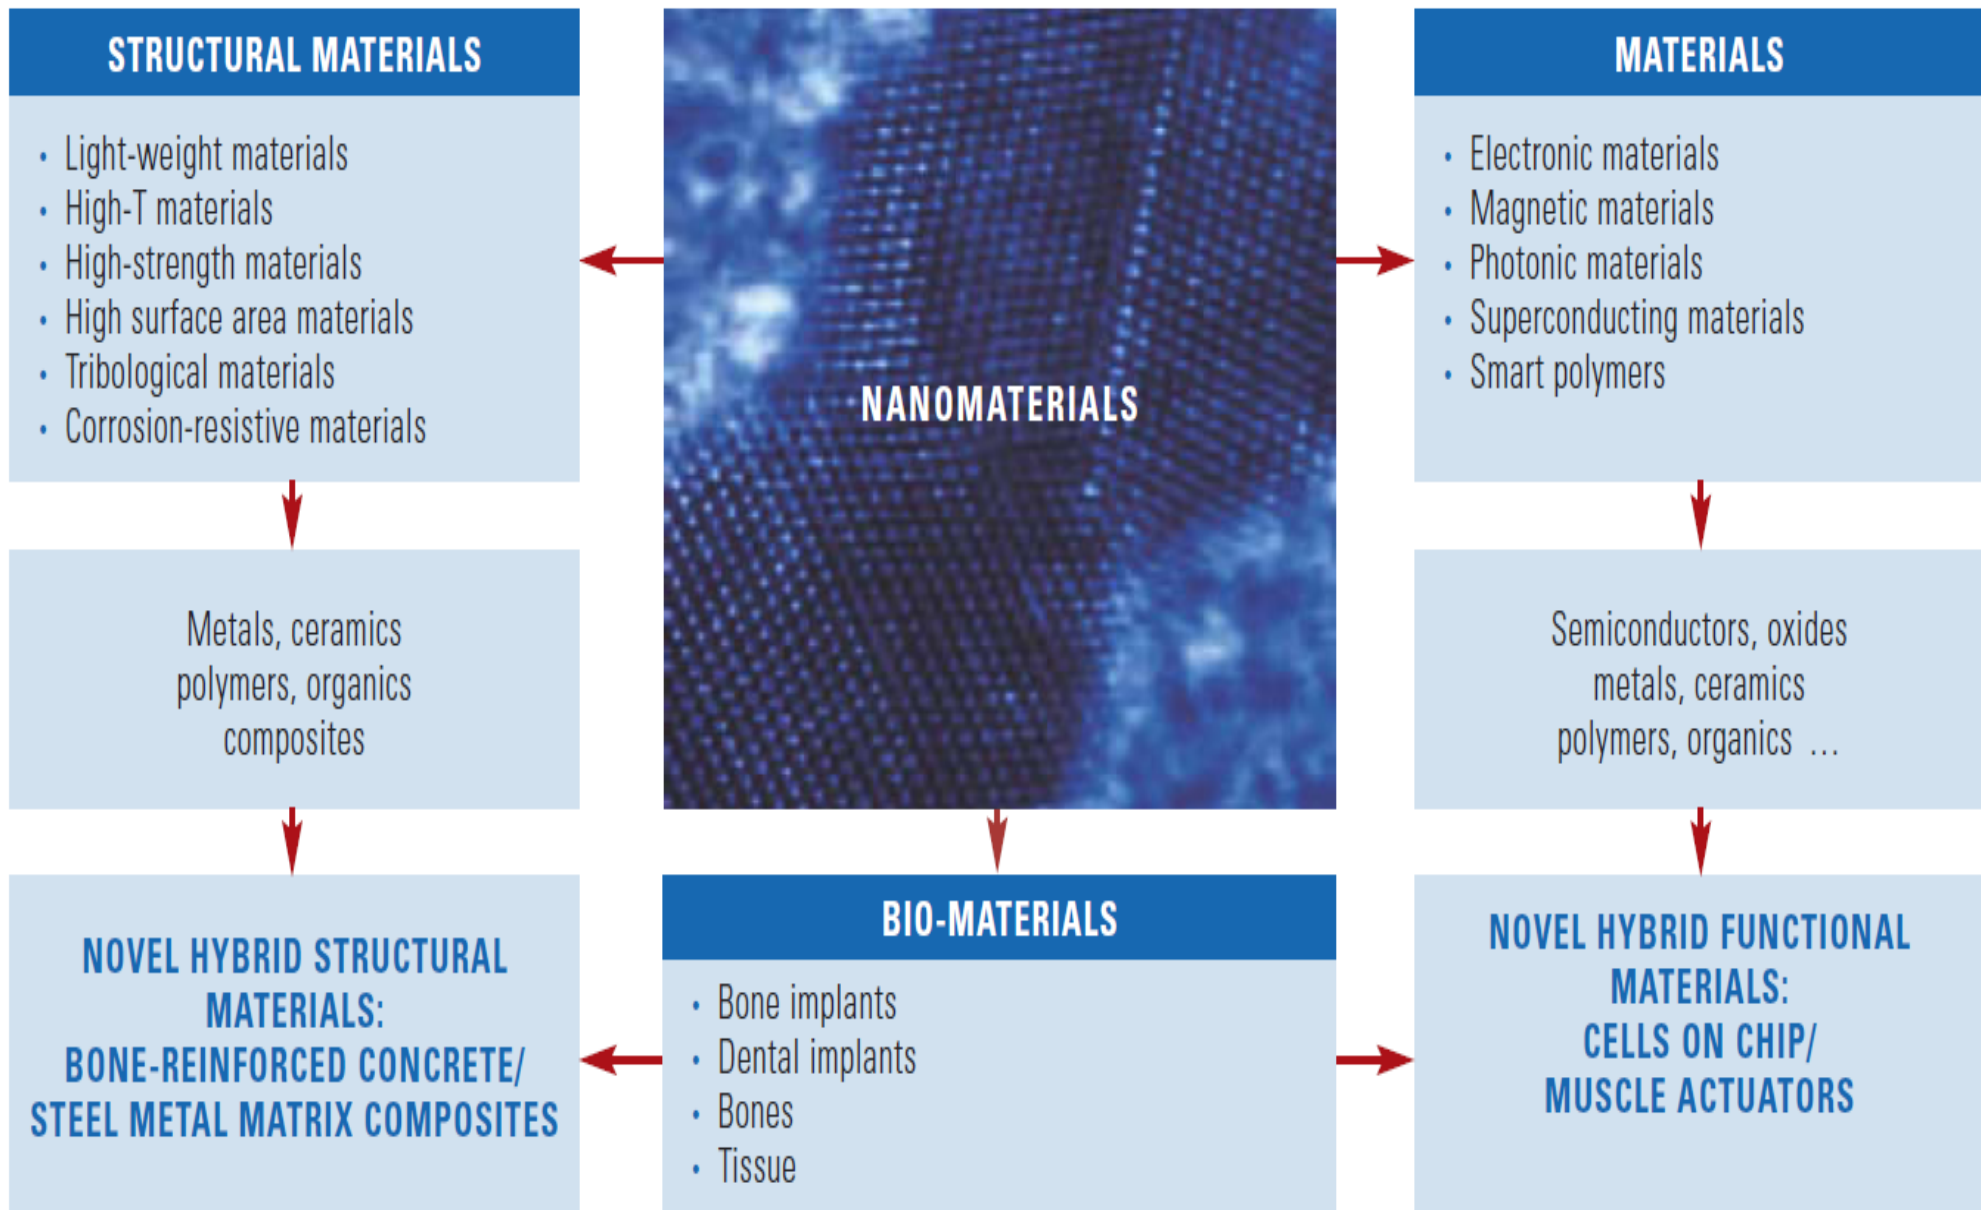 STRUCTURAL MATERIALS
• Light-weight materials
• High-T materials
• High-strength materials
• High surface area materials
• Tribological materials
• Corrosion-resistive materials
Metals, ceramics
polymers, organics
composites
NOVEL HYBRID STRUCTURAL
MATERIALS:
BONE-REINFORCED CONCRETE/
STEEL METAL MATRIX COMPOSITES
NANOMATERIALS
BIO-MATERIALS
• Bone implants
• Dental implants
• Bones
• Tissue
MATERIALS
• Electronic materials
• Magnetic materials
• Photonic materials
• Superconducting materials
• Smart polymers
Semiconductors, oxides
metals, ceramics
polymers, organics …
NOVEL HYBRID FUNCTIONAL
MATERIALS:
CELLS ON CHIP/
MUSCLE ACTUATORS